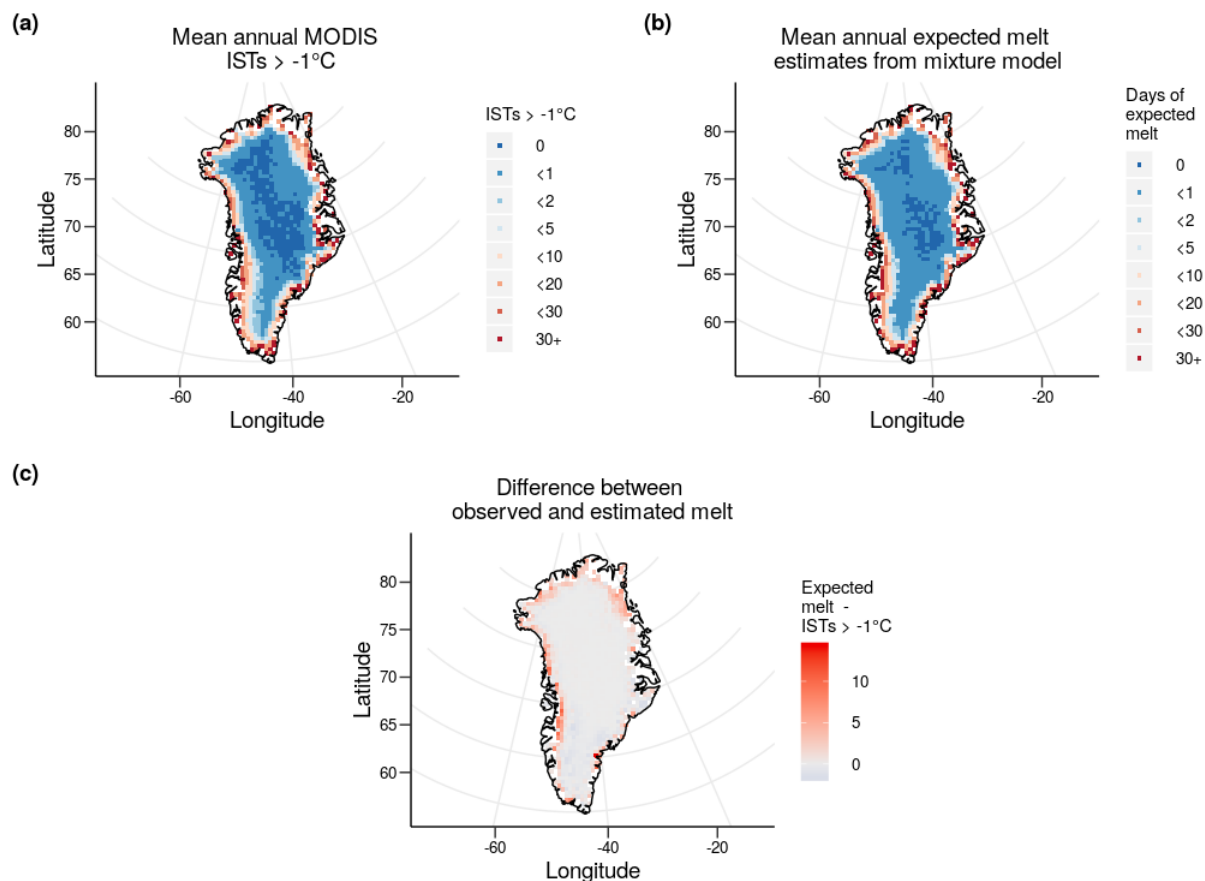 (a)
Mean annual MODIS
ISTs > -1°C
80
75
70
65
60
Latitude
-60
-40
-20
Longitude
ISTs > -1°C
0
<1
<2
<5
<10
<20
<30
30+
(b)
Mean annual expected melt
estimates from mixture model
80
75
70
65
60
Latitude
-60
-40
-20
Longitude
Days of
expected
melt
0
<1
<2
<5
<10
<20
<30
30+
(c)
Difference between
observed and estimated melt
80
75
70
65
60
Latitude
-60
-40
-20
Longitude
Expected
melt -
ISTs > -1°C
10
5
0